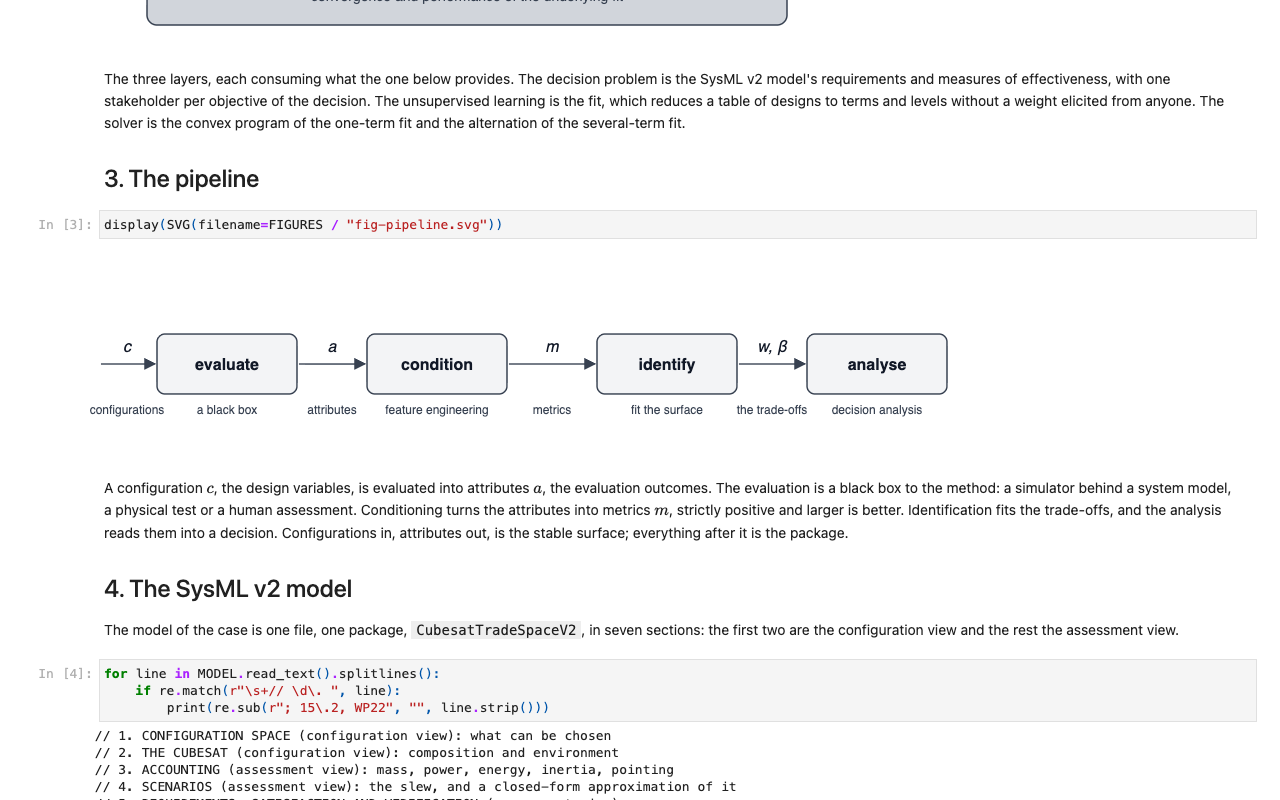 convergence and performance of the underlying fit
The three layers, each consuming what the one below provides. The decision problem is the SysML v2 model's requirements and measures of effectiveness, with one
stakeholder per objective of the decision. The unsupervised learning is the fit, which reduces a table of designs to terms and levels without a weight elicited from anyone. The
solver is the convex program of the one-term fit and the alternation of the several-term fit.
3. The pipeline
In [3]: display(SVG(filename=FIGURES / "fig-pipeline.svg"))
c a m w, β
evaluate condition identify analyse
configurations a black box attributes feature engineering metrics fit the surface the trade-offs decision analysis
A configuration c, the design variables, is evaluated into attributes a, the evaluation outcomes. The evaluation is a black box to the method: a simulator behind a system model,
a physical test or a human assessment. Conditioning turns the attributes into metrics m, strictly positive and larger is better. Identification fits the trade-offs, and the analysis
reads them into a decision. Configurations in, attributes out, is the stable surface; everything after it is the package.
4. The SysML v2 model
The model of the case is one file, one package, CubesatTradeSpaceV2, in seven sections: the first two are the configuration view and the rest the assessment view.
In [4]: for line in MODEL.read_text().splitlines():
if re.match(r"\s+// \d\. ", line):
print(re.sub(r"; 15\.2, WP22", "", line.strip()))
// 1. CONFIGURATION SPACE (configuration view): what can be chosen
// 2. THE CUBESAT (configuration view): composition and environment
// 3. ACCOUNTING (assessment view): mass, power, energy, inertia, pointing
// 4. SCENARIOS (assessment view): the slew, and a closed-form approximation of it